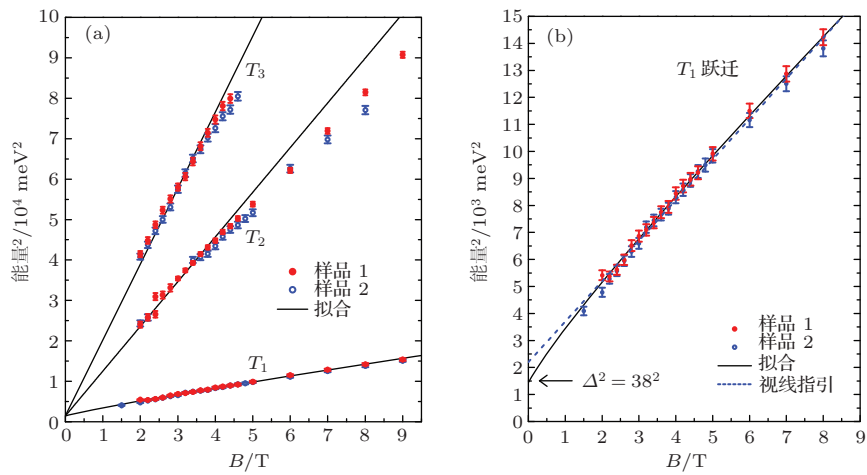 (a)
10
9
8
7
6
5
4
3
2
1
0
能量²/10⁴ meV²
T₃
T₂
T₁
样品 1
样品 2
拟合
0 1 2 3 4 5 6 7 8 9
B/T
(b)
15
14
13
12
11
10
9
8
7
6
5
4
3
2
1
0
能量²/10³ meV²
T₁ 跃迁
样品 1
样品 2
拟合
视线指引
Δ² = 38²
0 1 2 3 4 5 6 7 8 9
B/T